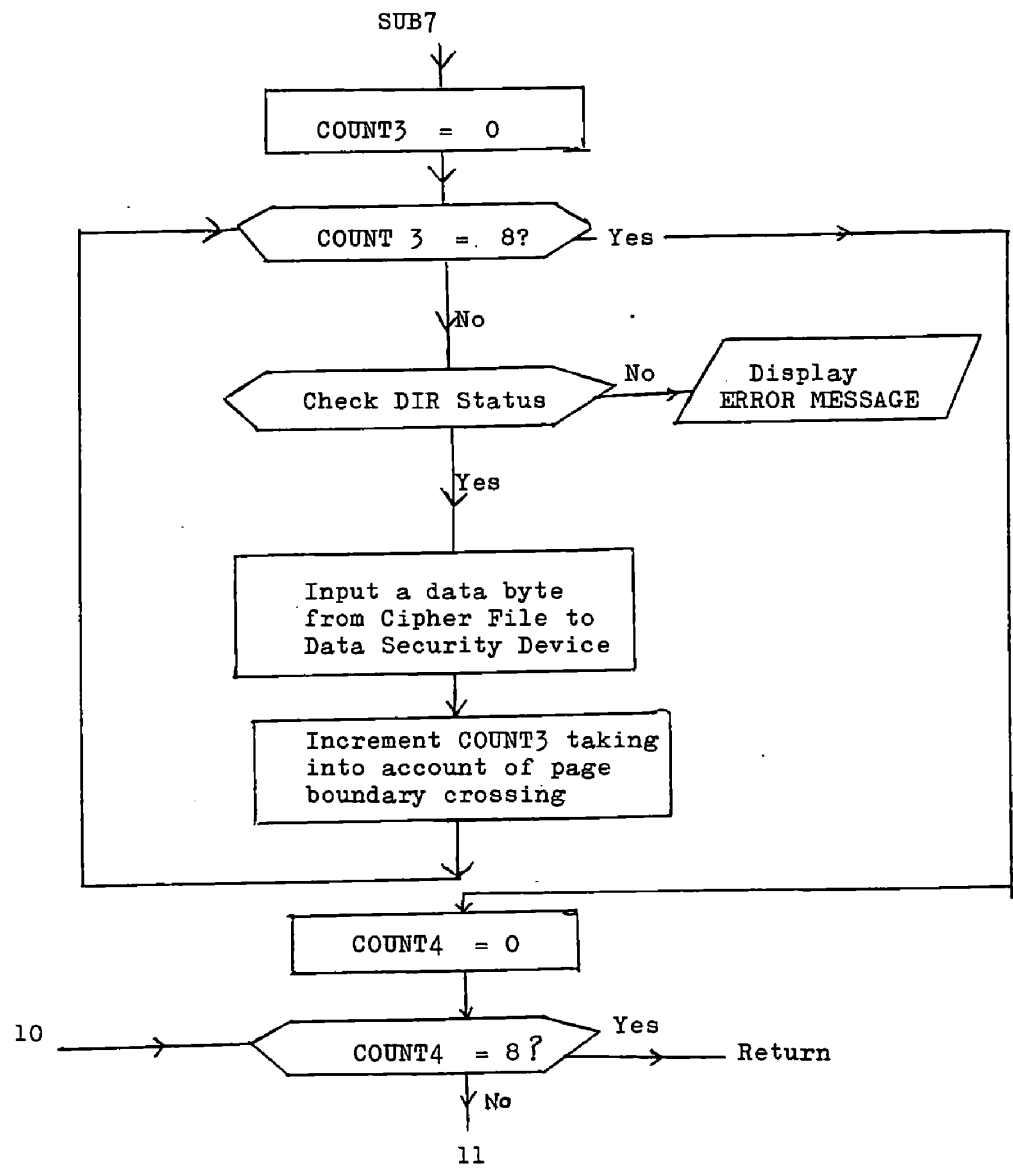 SUB7
COUNT3 = 0
COUNT 3 = 8?
Yes
No
Check DIR Status
No
Display
ERROR MESSAGE
Yes
Input a data byte
from Cipher File to
Data Security Device
Increment COUNT3 taking
into account of page
boundary crossing
COUNT4 = 0
10
COUNT4 = 8?
Yes
Return
No
11